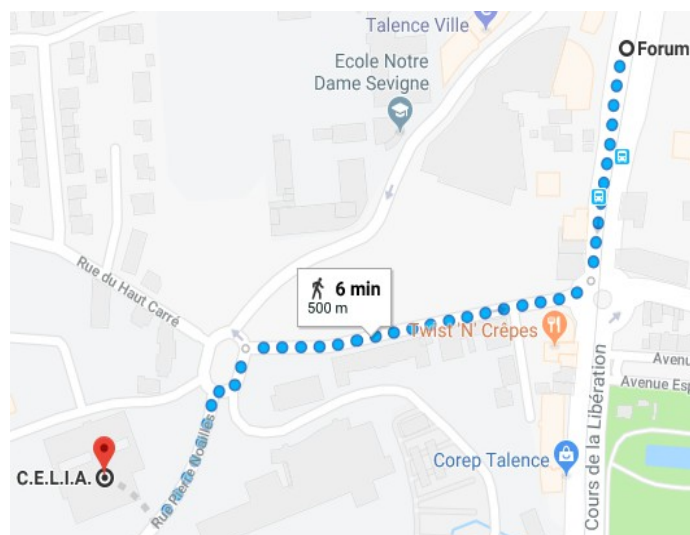 Talence Ville
Forum
Ecole Notre
Dame Sevigne
Rue du Haut Carré
6 min
500 m
Twist 'N' Crêpes
Avenu
Avenue Esp
Cours de la Libération
Rue Pierre Noailles
Corep Talence
C.E.L.I.A.